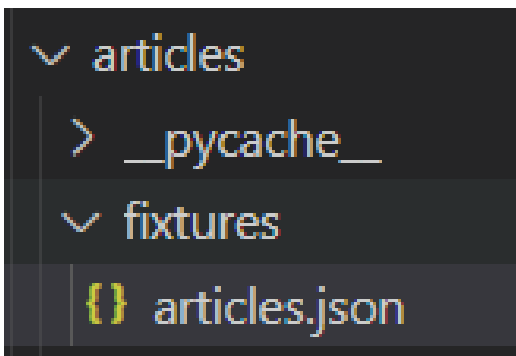 articles
__pycache__
fixtures
{} articles.json